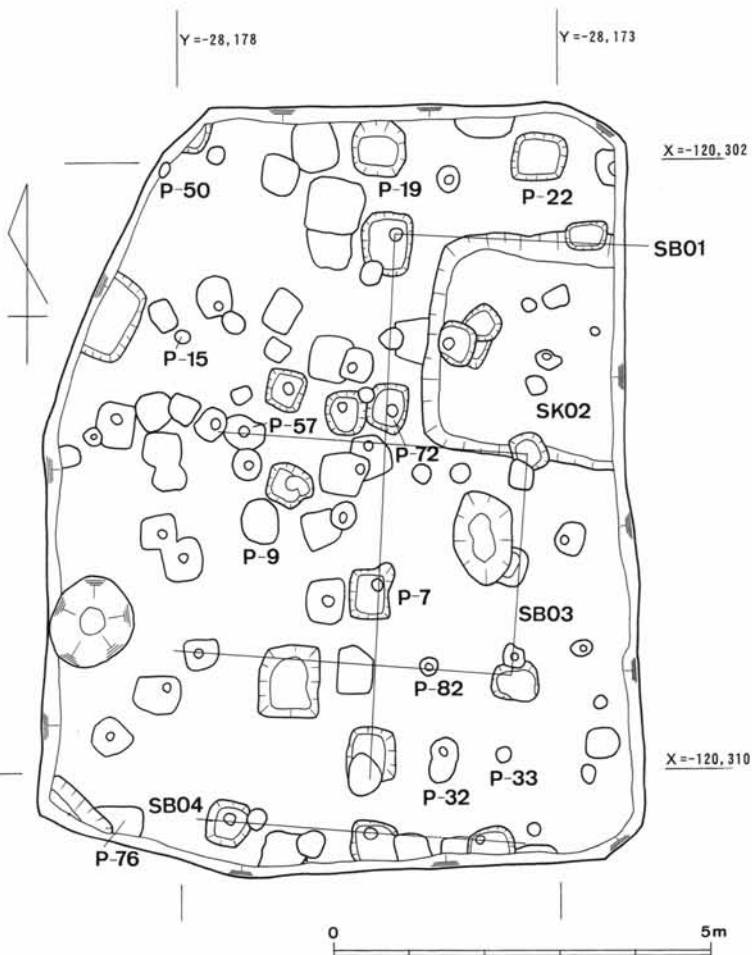 Y=-28,178
Y=-28,173
X=-120,302
P-50
P-19
P-22
SB01
P-15
SK02
P-57
P-72
P-9
P-7
SB03
P-82
X=-120,310
P-32
P-33
SB04
P-76
0
5m